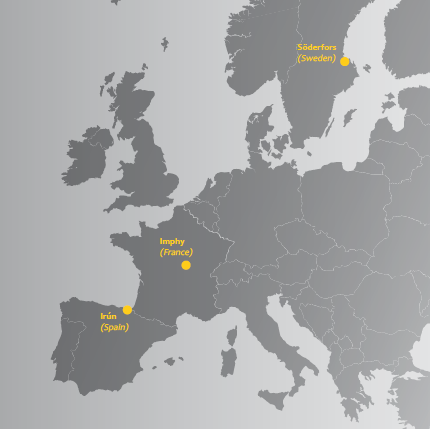 Söderfors
(Sweden)
Imphy
(France)
Irún
(Spain)